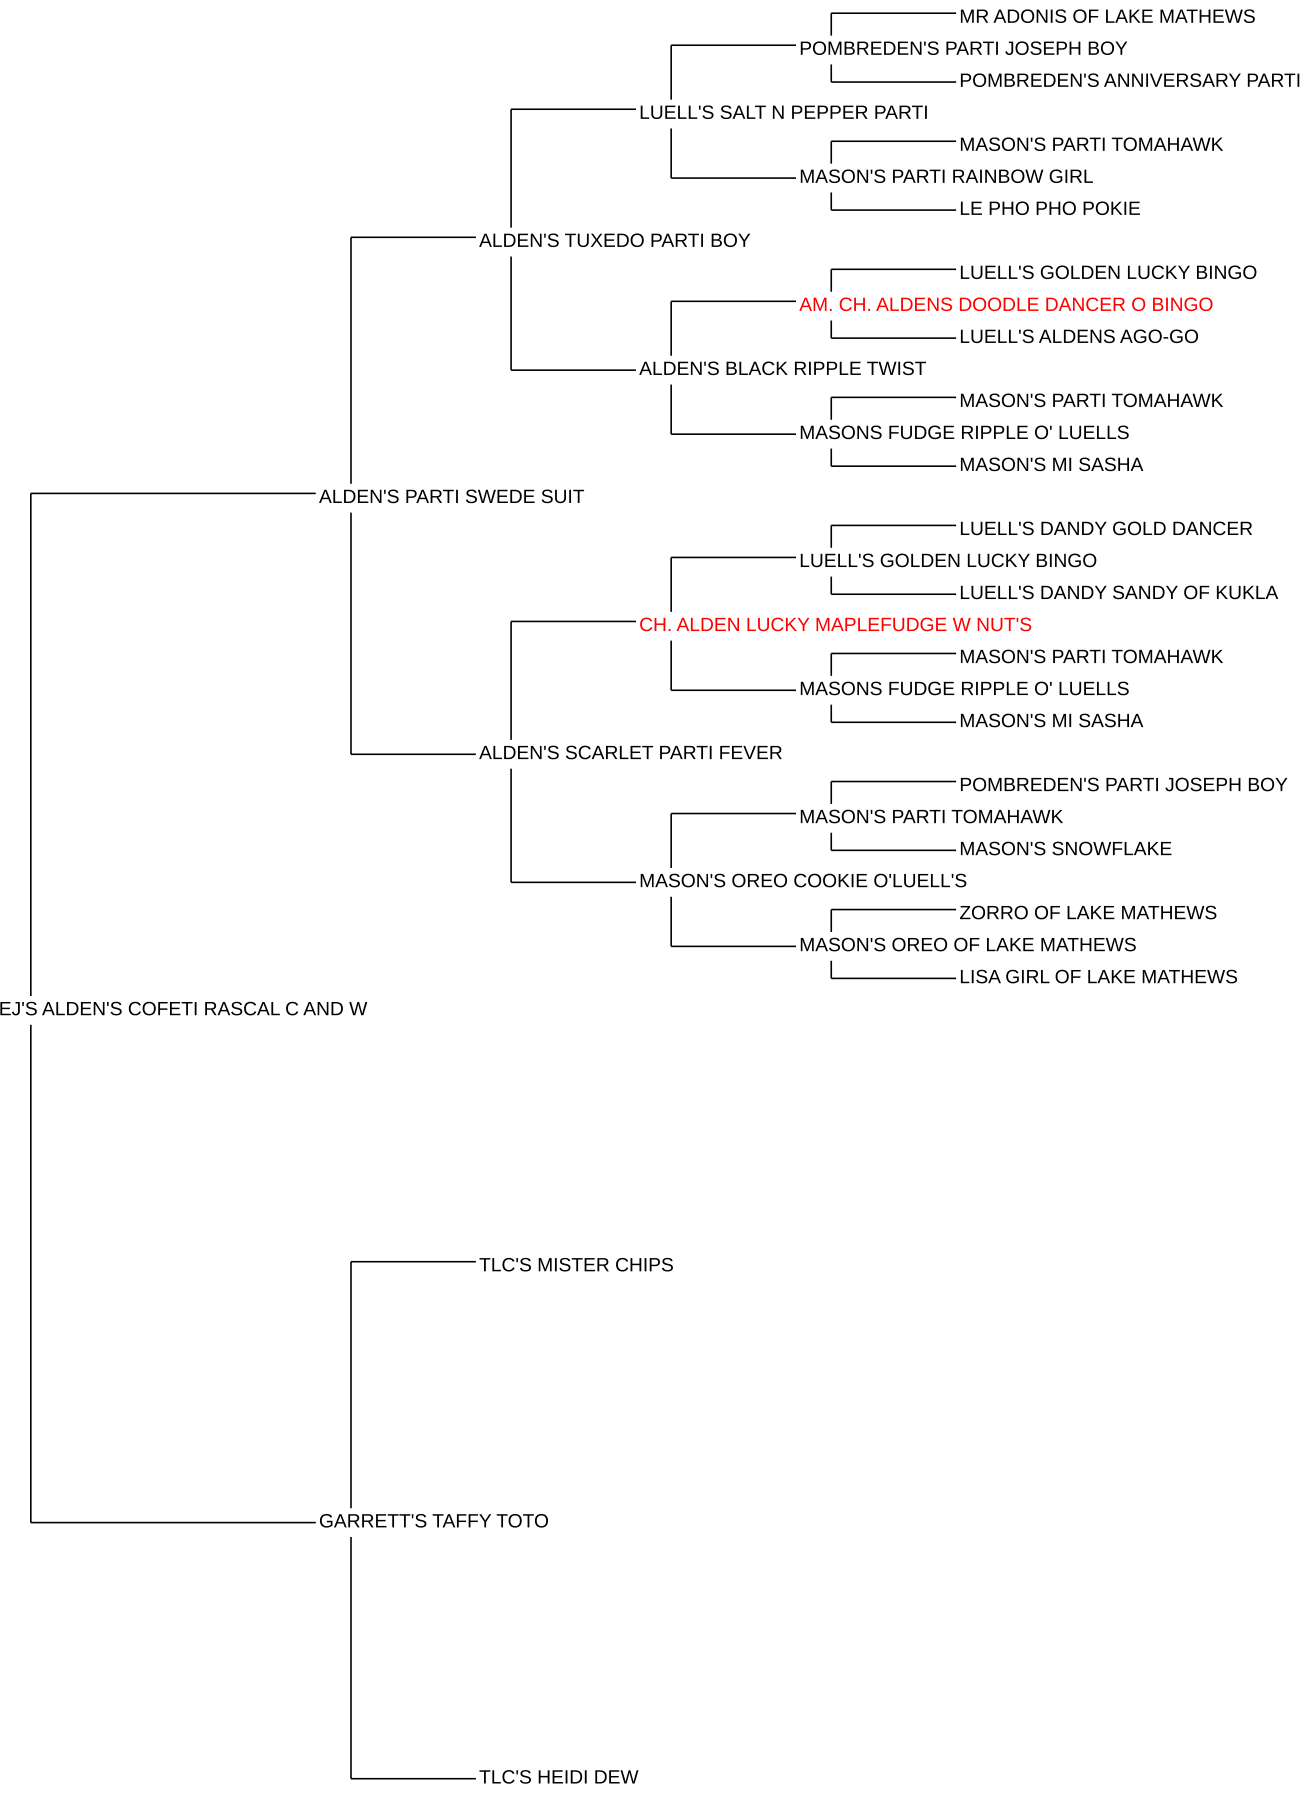 MR ADONIS OF LAKE MATHEWS
POMBREDEN'S PARTI JOSEPH BOY
POMBREDEN'S ANNIVERSARY PARTI
LUELL'S SALT N PEPPER PARTI
MASON'S PARTI TOMAHAWK
MASON'S PARTI RAINBOW GIRL
LE PHO PHO POKIE
ALDEN'S TUXEDO PARTI BOY
LUELL'S GOLDEN LUCKY BINGO
AM. CH. ALDENS DOODLE DANCER O BINGO
LUELL'S ALDENS AGO-GO
ALDEN'S BLACK RIPPLE TWIST
MASON'S PARTI TOMAHAWK
MASONS FUDGE RIPPLE O' LUELLS
MASON'S MI SASHA
ALDEN'S PARTI SWEDE SUIT
LUELL'S DANDY GOLD DANCER
LUELL'S GOLDEN LUCKY BINGO
LUELL'S DANDY SANDY OF KUKLA
CH. ALDEN LUCKY MAPLEFUDGE W NUT'S
MASON'S PARTI TOMAHAWK
MASONS FUDGE RIPPLE O' LUELLS
MASON'S MI SASHA
ALDEN'S SCARLET PARTI FEVER
POMBREDEN'S PARTI JOSEPH BOY
MASON'S PARTI TOMAHAWK
MASON'S SNOWFLAKE
MASON'S OREO COOKIE O'LUELL'S
ZORRO OF LAKE MATHEWS
MASON'S OREO OF LAKE MATHEWS
LISA GIRL OF LAKE MATHEWS
EJ'S ALDEN'S COFETI RASCAL C AND W
TLC'S MISTER CHIPS
GARRETT'S TAFFY TOTO
TLC'S HEIDI DEW